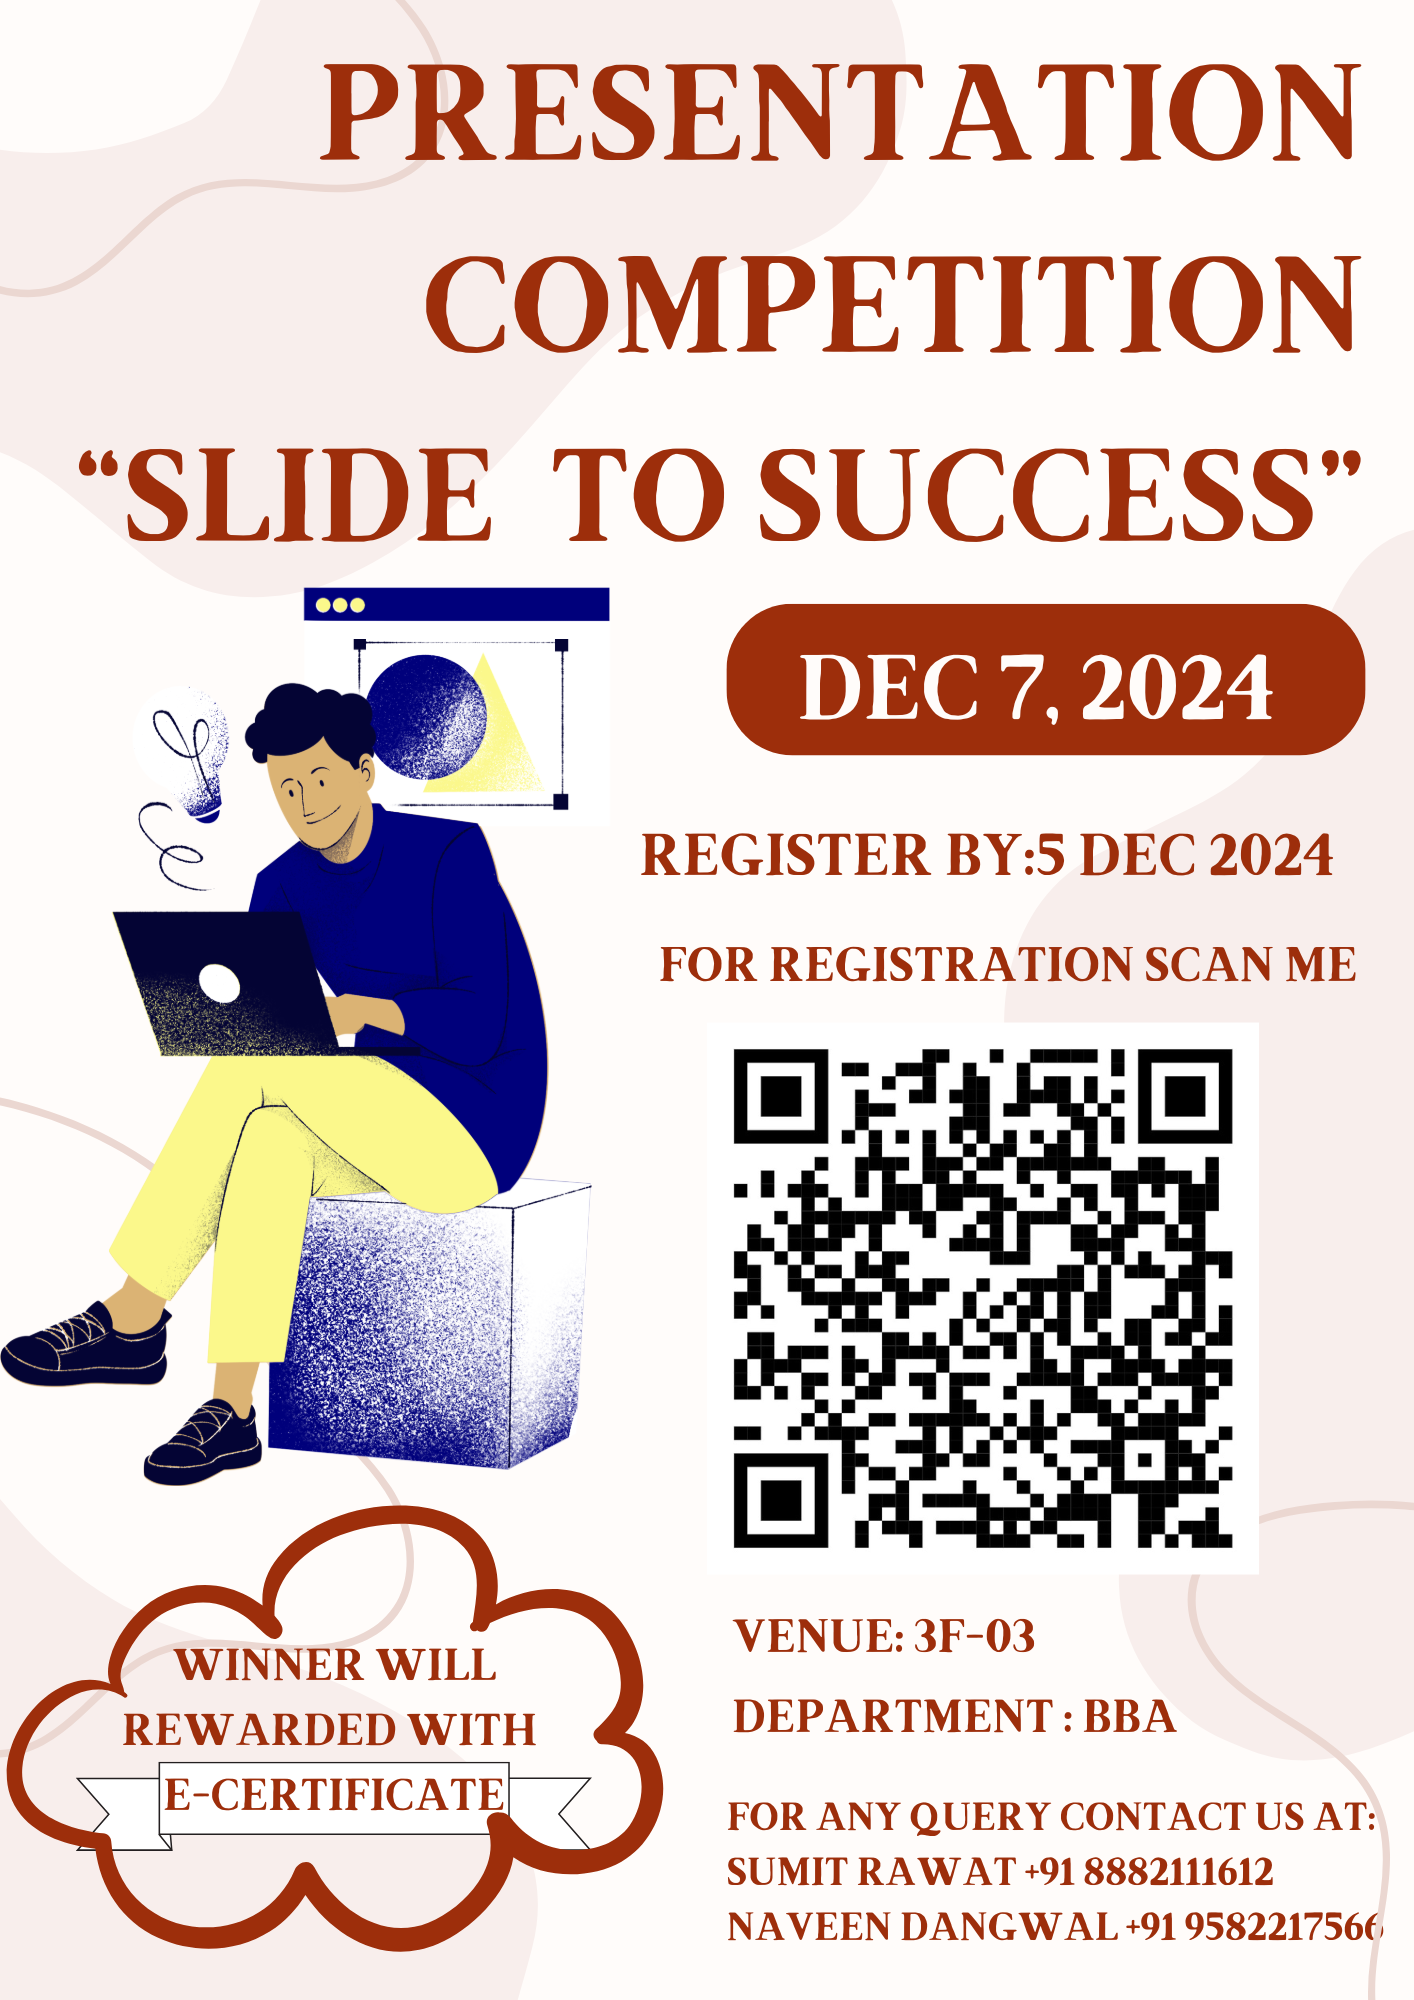 PRESENTATION
COMPETITION
“SLIDE TO SUCCESS”
DEC 7, 2024
REGISTER BY:5 DEC 2024
FOR REGISTRATION SCAN ME
WINNER WILL
REWARDED WITH
E-CERTIFICATE
VENUE: 3F-03
DEPARTMENT : BBA
FOR ANY QUERY CONTACT US AT:
SUMIT RAWAT +91 8882111612
NAVEEN DANGWAL +91 9582217566